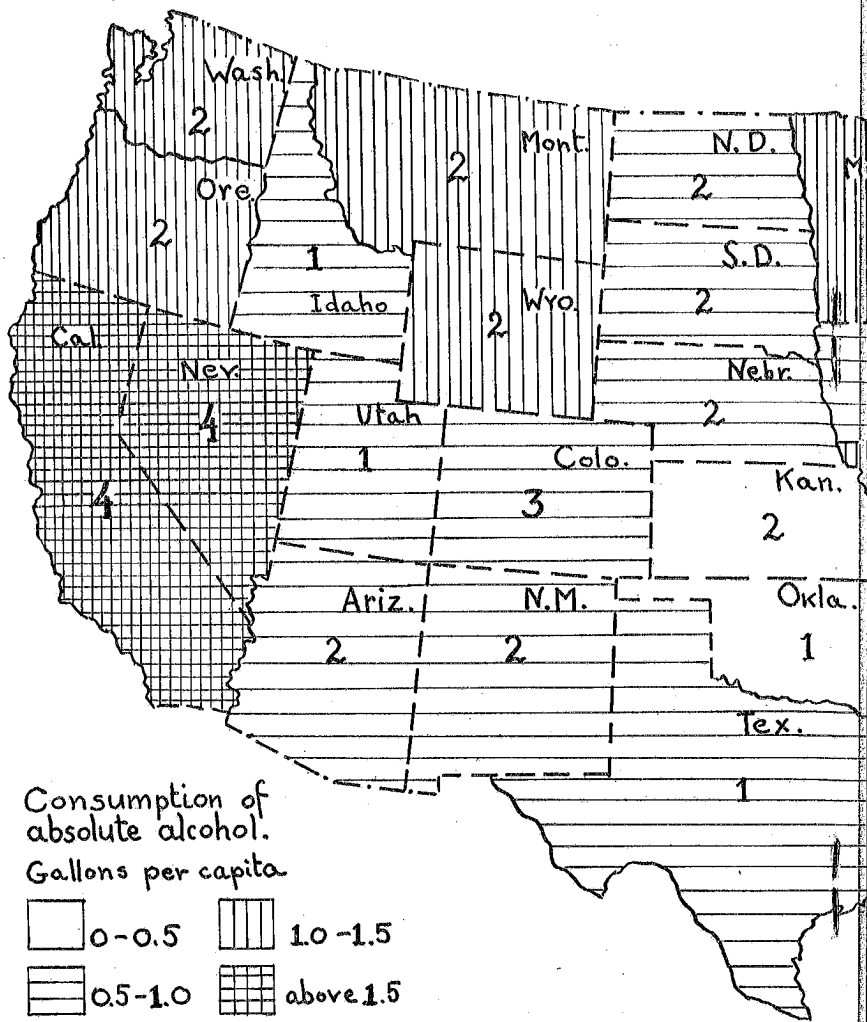 Wash.
2
Mont.
2
N.D.
2
M
Ore.
2
1
Idaho
Wyo.
2
S.D.
2
Cal.
4
Nev.
4
Utah
1
Nebr.
2
Colo.
3
Kan.
2
Ariz.
2
N.M.
2
Okla.
1
Tex.
1
Consumption of
absolute alcohol.
Gallons per capita
0-0.5 1.0-1.5
0.5-1.0 above 1.5